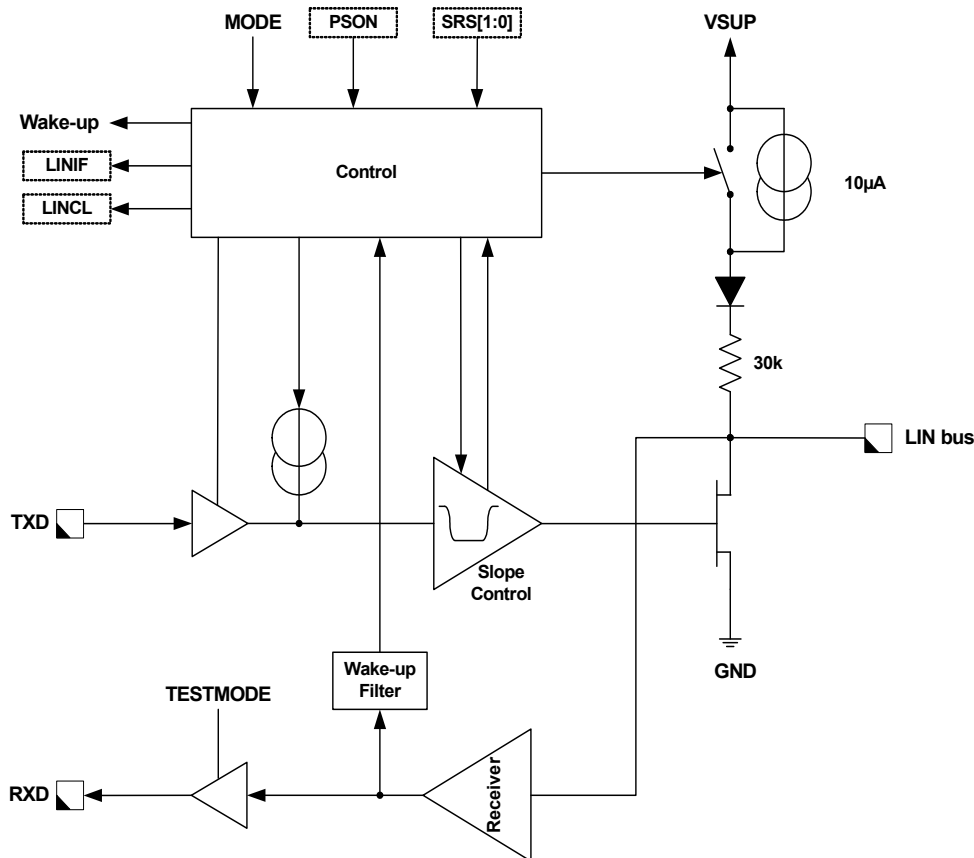 MODE
PSON
SRS[1:0]
VSUP
Wake-up
LINIF
LINCL
Control
10µA
30k
LIN bus
TXD
Slope
Control
GND
Wake-up
Filter
TESTMODE
Receiver
RXD